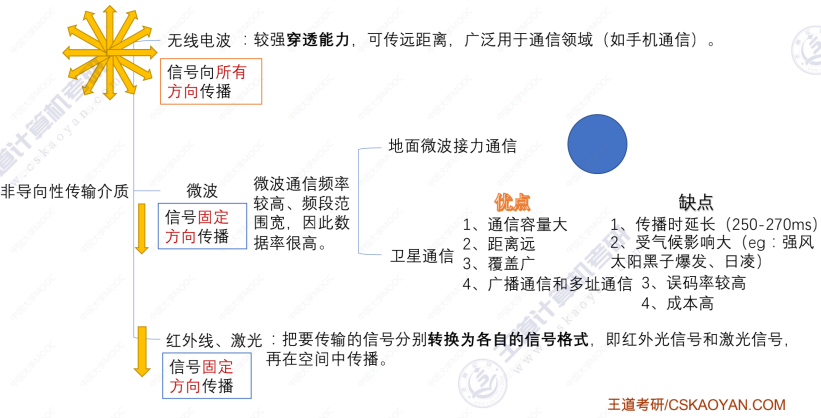 无线电波：较强穿透能力，可传远距离，广泛用于通信领域（如手机通信）。
信号向所有
方向传播
非导向性传输介质
微波
信号固定
方向传播
微波通信频率
较高、频段范
围宽，因此数
据率很高。
地面微波接力通信
卫星通信
优点
1、通信容量大
2、距离远
3、覆盖广
4、广播通信和多址通信
缺点
1、传播时延长（250-270ms）
2、受气候影响大（eg：强风
太阳黑子爆发、日凌）
3、误码率较高
4、成本高
红外线、激光：把要传输的信号分别转换为各自的信号格式，即红外光信号和激光信号，
再在空间中传播。
信号固定
方向传播
王道考研/CSKAOYAN.COM
王道计算机考研
www.cskaoyan.com